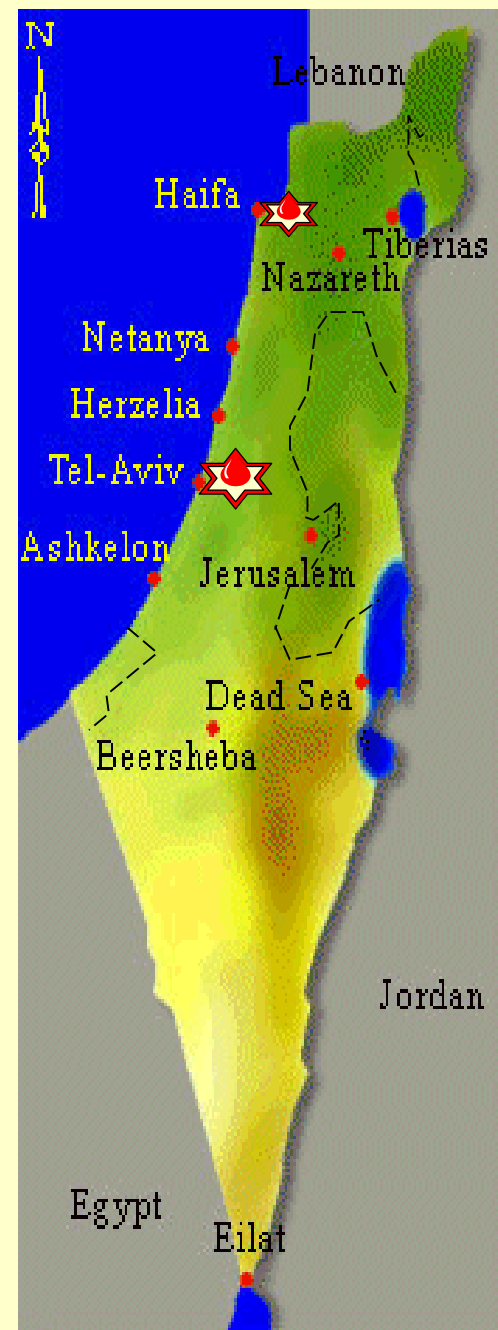 N
Lebanon
Haifa
Tiberias
Nazareth
Netanya
Herzelia
Tel-Aviv
Ashkelon
Jerusalem
Dead Sea
Beersheba
Jordan
Egypt
Eilat